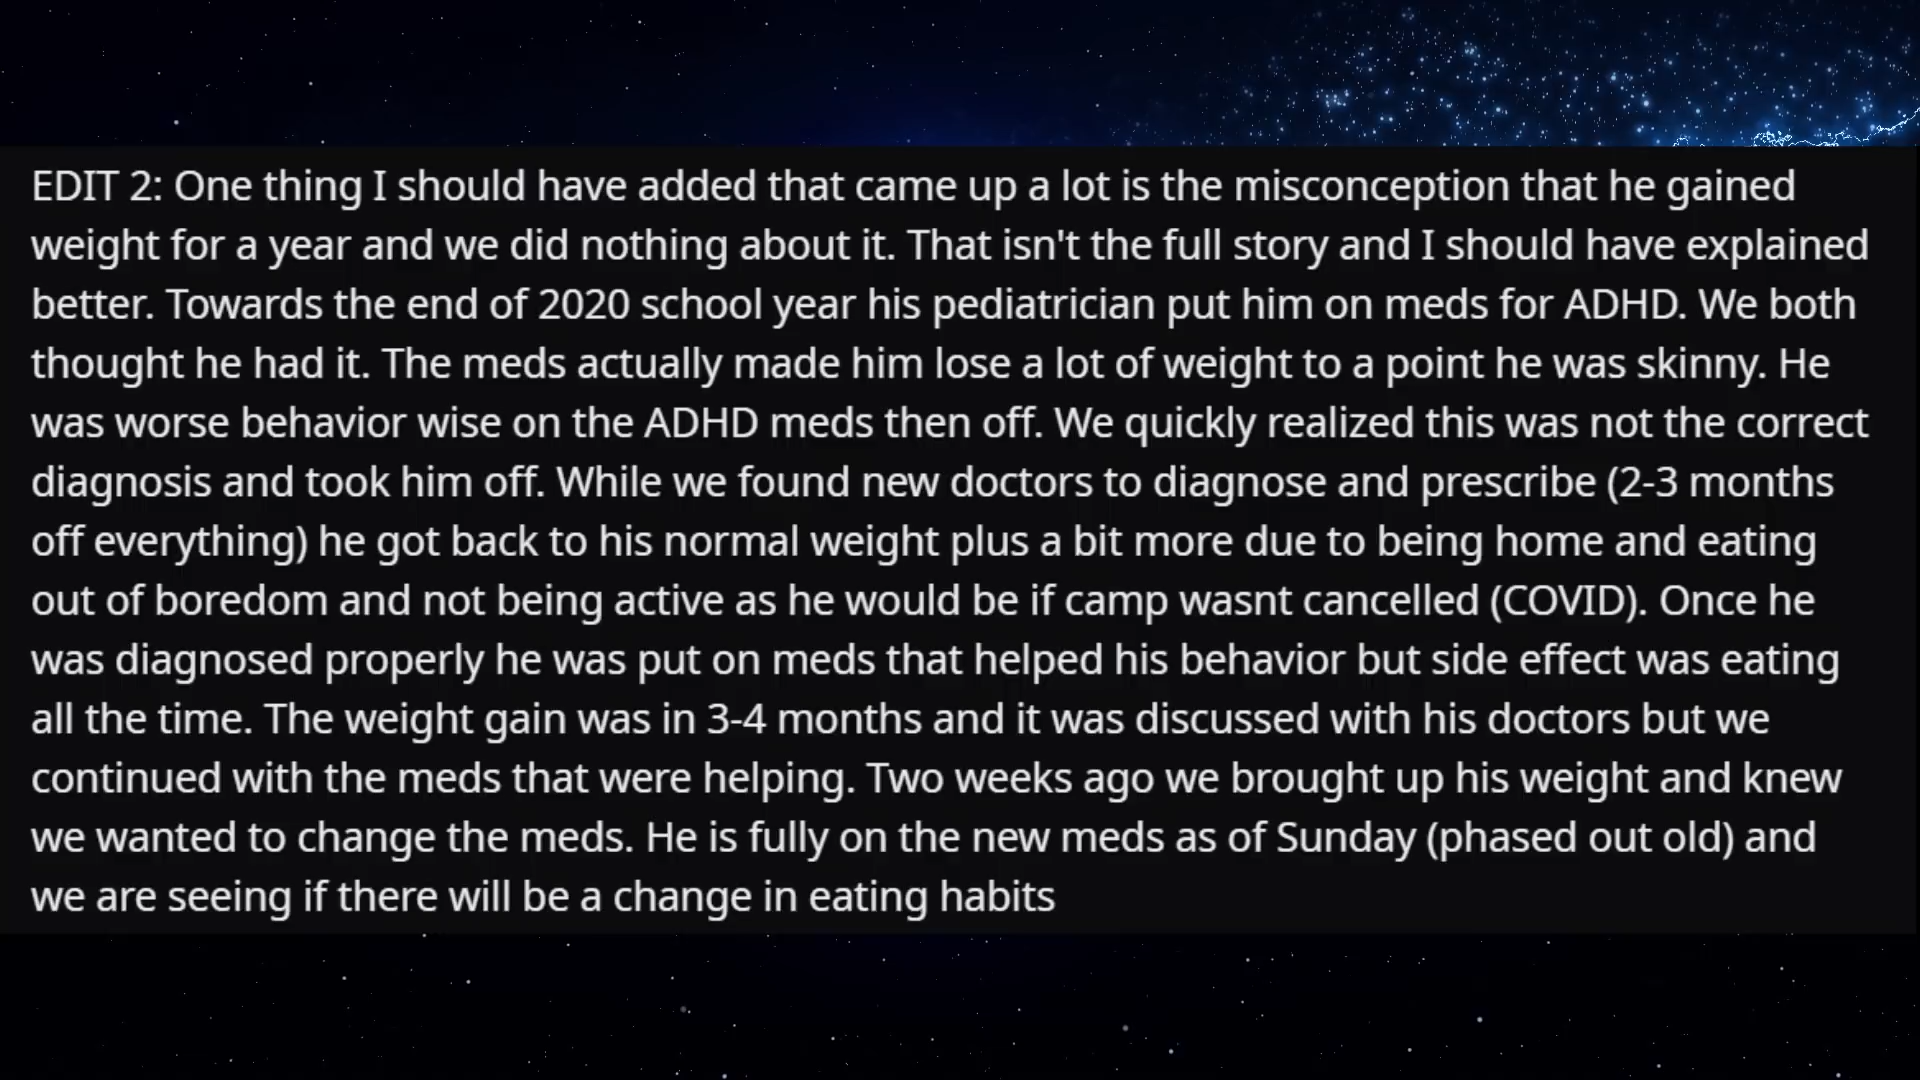 EDIT 2: One thing I should have added that came up a lot is the misconception that he gained
weight for a year and we did nothing about it. That isn't the full story and I should have explained
better. Towards the end of 2020 school year his pediatrician put him on meds for ADHD. We both
thought he had it. The meds actually made him lose a lot of weight to a point he was skinny. He
was worse behavior wise on the ADHD meds then off. We quickly realized this was not the correct
diagnosis and took him off. While we found new doctors to diagnose and prescribe (2-3 months
off everything) he got back to his normal weight plus a bit more due to being home and eating
out of boredom and not being active as he would be if camp wasnt cancelled (COVID). Once he
was diagnosed properly he was put on meds that helped his behavior but side effect was eating
all the time. The weight gain was in 3-4 months and it was discussed with his doctors but we
continued with the meds that were helping. Two weeks ago we brought up his weight and knew
we wanted to change the meds. He is fully on the new meds as of Sunday (phased out old) and
we are seeing if there will be a change in eating habits